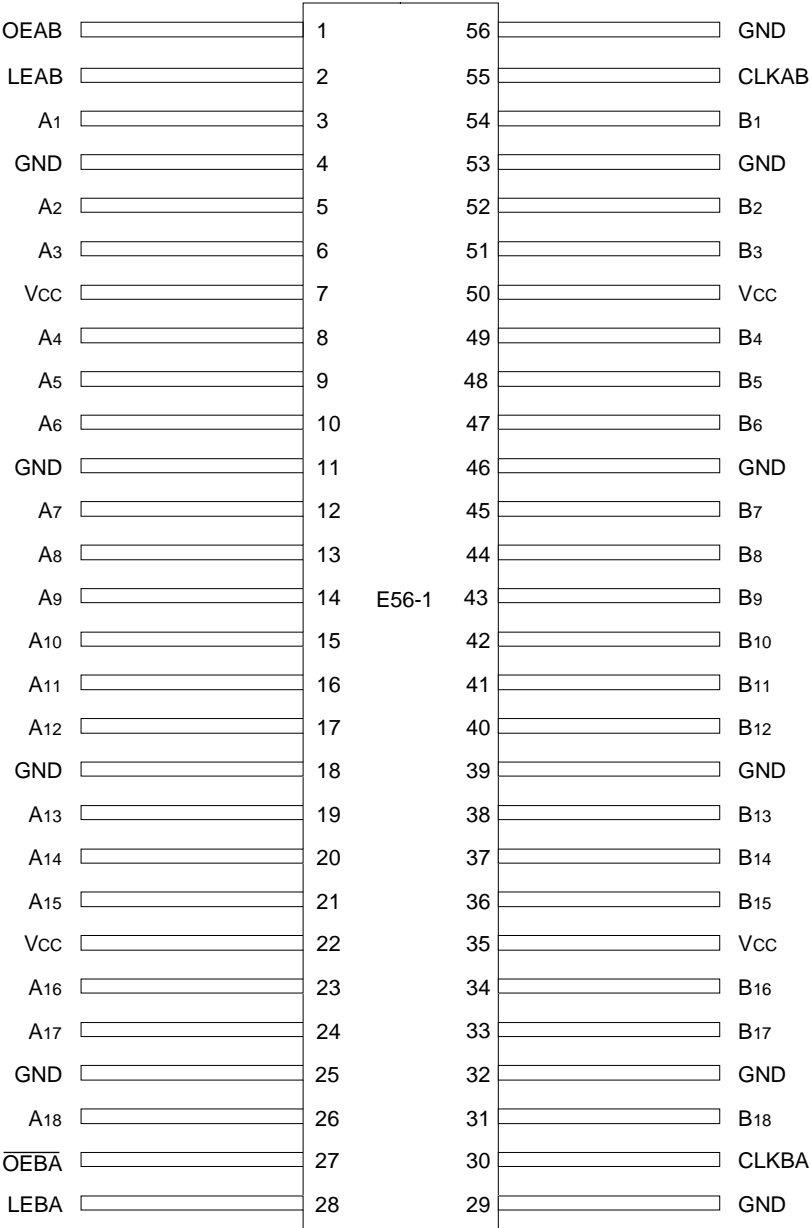 OEAB 1 56 GND
LEAB 2 55 CLKAB
A1 3 54 B1
GND 4 53 GND
A2 5 52 B2
A3 6 51 B3
VCC 7 50 VCC
A4 8 49 B4
A5 9 48 B5
A6 10 47 B6
GND 11 46 GND
A7 12 45 B7
A8 13 44 B8
A9 14 E56-1 43 B9
A10 15 42 B10
A11 16 41 B11
A12 17 40 B12
GND 18 39 GND
A13 19 38 B13
A14 20 37 B14
A15 21 36 B15
VCC 22 35 VCC
A16 23 34 B16
A17 24 33 B17
GND 25 32 GND
A18 26 31 B18
O̅E̅B̅A̅ 27 30 CLKBA
LEBA 28 29 GND